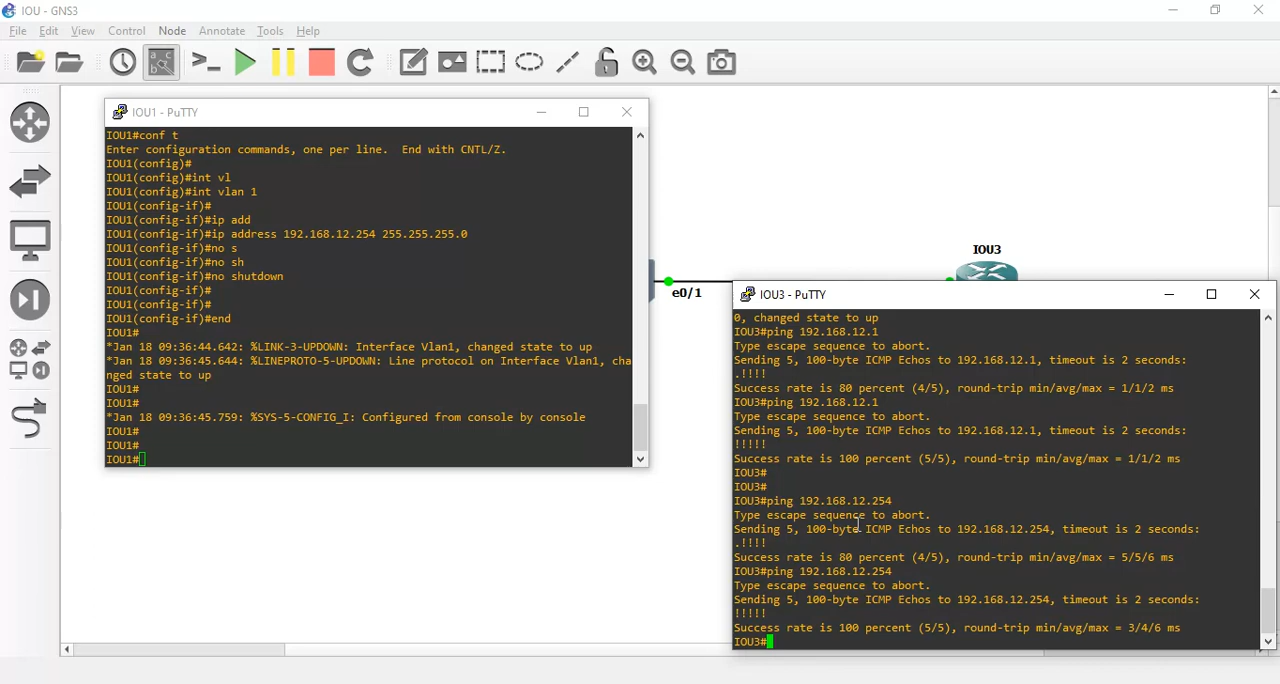 IOU - GNS3
File Edit View Control Node Annotate Tools Help
IOU1 - PuTTY
IOU1#conf t
Enter configuration commands, one per line.  End with CNTL/Z.
IOU1(config)#
IOU1(config)#int vl
IOU1(config)#int vlan 1
IOU1(config-if)#
IOU1(config-if)#ip add
IOU1(config-if)#ip address 192.168.12.254 255.255.255.0
IOU1(config-if)#no s
IOU1(config-if)#no sh
IOU1(config-if)#no shutdown
IOU1(config-if)#
IOU1(config-if)#
IOU1(config-if)#end
IOU1#
*Jan 18 09:36:44.642: %LINK-3-UPDOWN: Interface Vlan1, changed state to up
*Jan 18 09:36:45.644: %LINEPROTO-5-UPDOWN: Line protocol on Interface Vlan1, cha
nged state to up
IOU1#
IOU1#
*Jan 18 09:36:45.759: %SYS-5-CONFIG_I: Configured from console by console
IOU1#
IOU1#
IOU1#
IOU3
e0/1
IOU3 - PuTTY
0, changed state to up
IOU3#ping 192.168.12.1
Type escape sequence to abort.
Sending 5, 100-byte ICMP Echos to 192.168.12.1, timeout is 2 seconds:
.!!!!
Success rate is 80 percent (4/5), round-trip min/avg/max = 1/1/2 ms
IOU3#ping 192.168.12.1
Type escape sequence to abort.
Sending 5, 100-byte ICMP Echos to 192.168.12.1, timeout is 2 seconds:
!!!!!
Success rate is 100 percent (5/5), round-trip min/avg/max = 1/1/2 ms
IOU3#
IOU3#
IOU3#ping 192.168.12.254
Type escape sequence to abort.
Sending 5, 100-byte ICMP Echos to 192.168.12.254, timeout is 2 seconds:
.!!!!
Success rate is 80 percent (4/5), round-trip min/avg/max = 5/5/6 ms
IOU3#ping 192.168.12.254
Type escape sequence to abort.
Sending 5, 100-byte ICMP Echos to 192.168.12.254, timeout is 2 seconds:
!!!!!
Success rate is 100 percent (5/5), round-trip min/avg/max = 3/4/6 ms
IOU3#